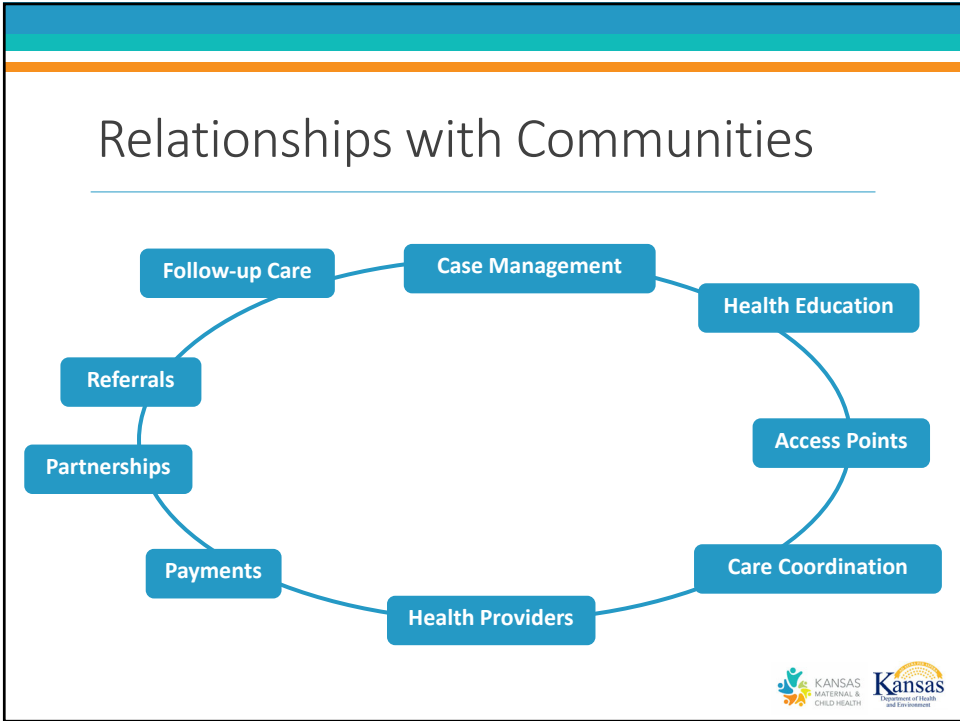 Relationships with Communities
Follow-up Care
Case Management
Health Education
Referrals
Access Points
Partnerships
Care Coordination
Payments
Health Providers
KANSAS
MATERNAL &
CHILD HEALTH
Kansas
Department of Health
and Environment